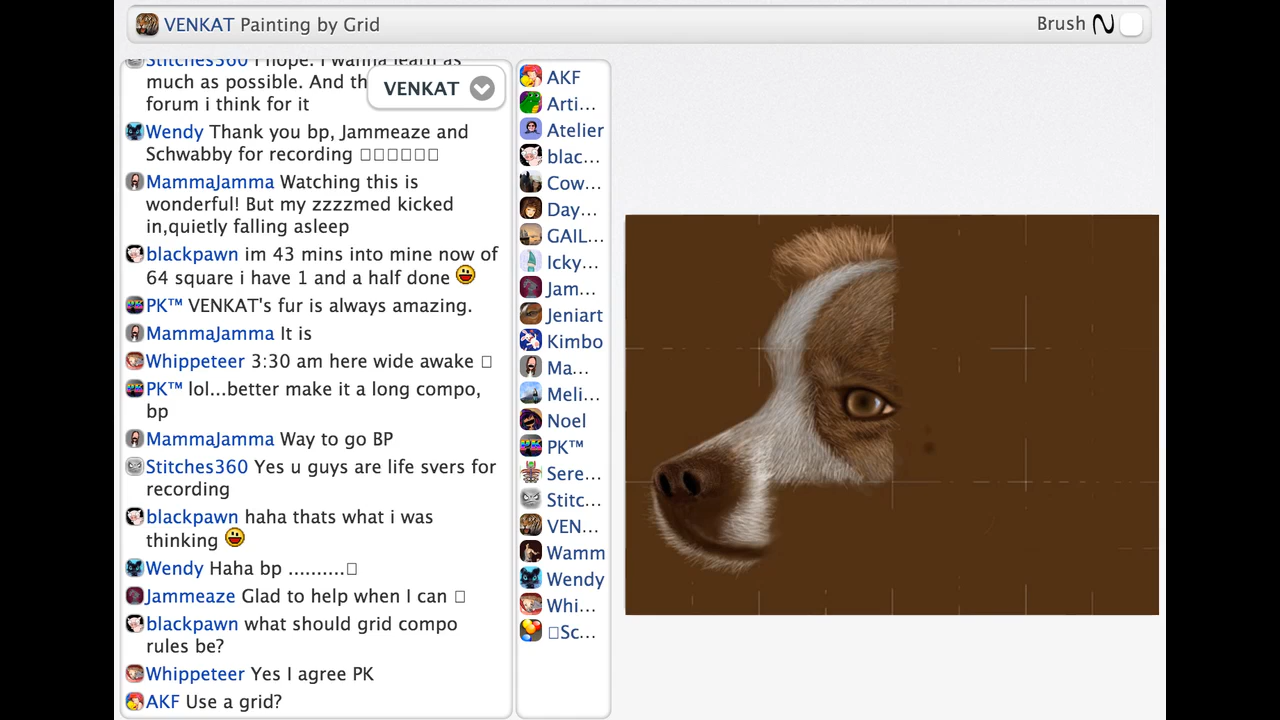 VENKAT Painting by Grid
Brush
Stitches360 I hope. I wanna learn as
much as possible. And th
forum i think for it
VENKAT
Wendy Thank you bp, Jammeaze and
Schwabby for recording □□□□□□
MammaJamma Watching this is
wonderful! But my zzzzmed kicked
in,quietly falling asleep
blackpawn im 43 mins into mine now of
64 square i have 1 and a half done
PK™ VENKAT's fur is always amazing.
MammaJamma It is
Whippeteer 3:30 am here wide awake □
PK™ lol...better make it a long compo,
bp
MammaJamma Way to go BP
Stitches360 Yes u guys are life svers for
recording
blackpawn haha thats what i was
thinking
Wendy Haha bp ..........□
Jammeaze Glad to help when I can □
blackpawn what should grid compo
rules be?
Whippeteer Yes I agree PK
AKF Use a grid?
AKF
Arti...
Atelier
blac...
Cow...
Day...
GAIL...
Icky...
Jam...
Jeniart
Kimbo
Ma...
Meli...
Noel
PK™
Sere...
Stitc...
VEN...
Wamm
Wendy
Whi...
□Sc...